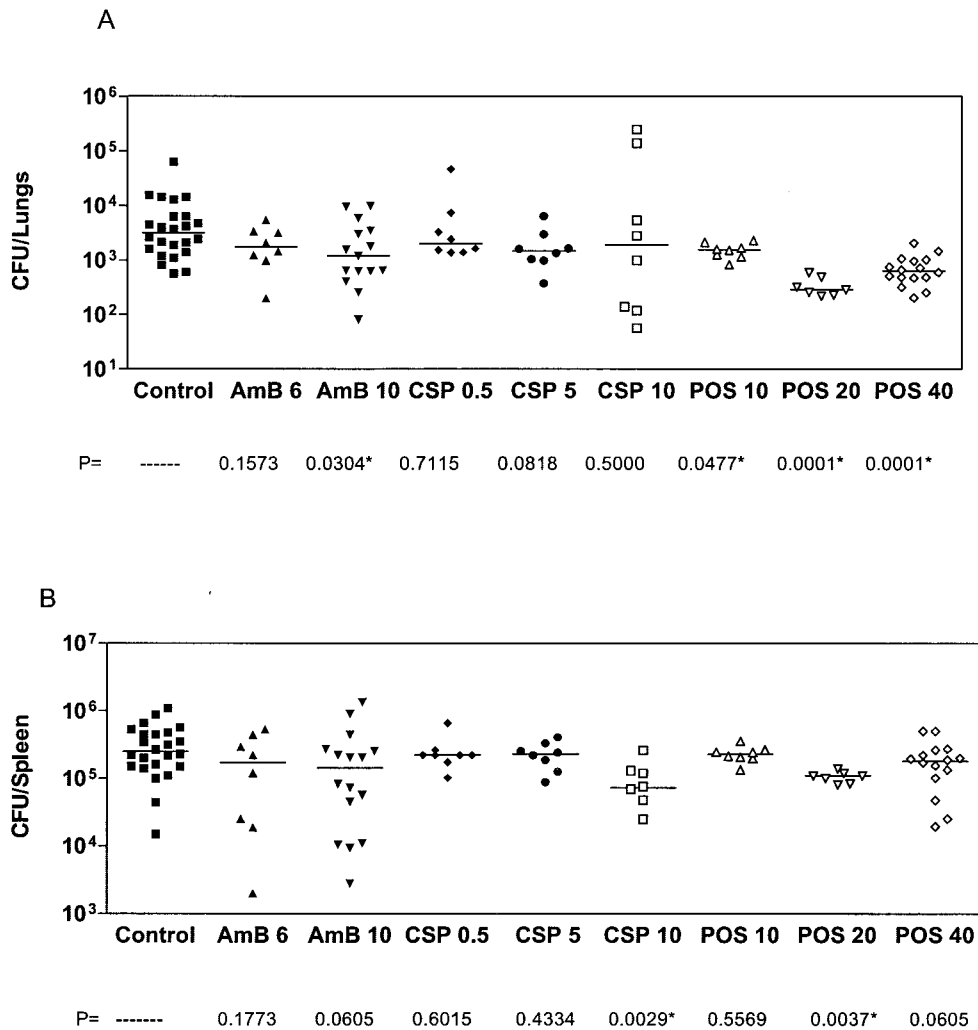 A
CFU/Lungs
10⁶
10⁵
10⁴
10³
10²
10¹
Control AmB 6 AmB 10 CSP 0.5 CSP 5 CSP 10 POS 10 POS 20 POS 40
P= ------ 0.1573 0.0304* 0.7115 0.0818 0.5000 0.0477* 0.0001* 0.0001*
B
CFU/Spleen
10⁷
10⁶
10⁵
10⁴
10³
Control AmB 6 AmB 10 CSP 0.5 CSP 5 CSP 10 POS 10 POS 20 POS 40
P= ------- 0.1773 0.0605 0.6015 0.4334 0.0029* 0.5569 0.0037* 0.0605